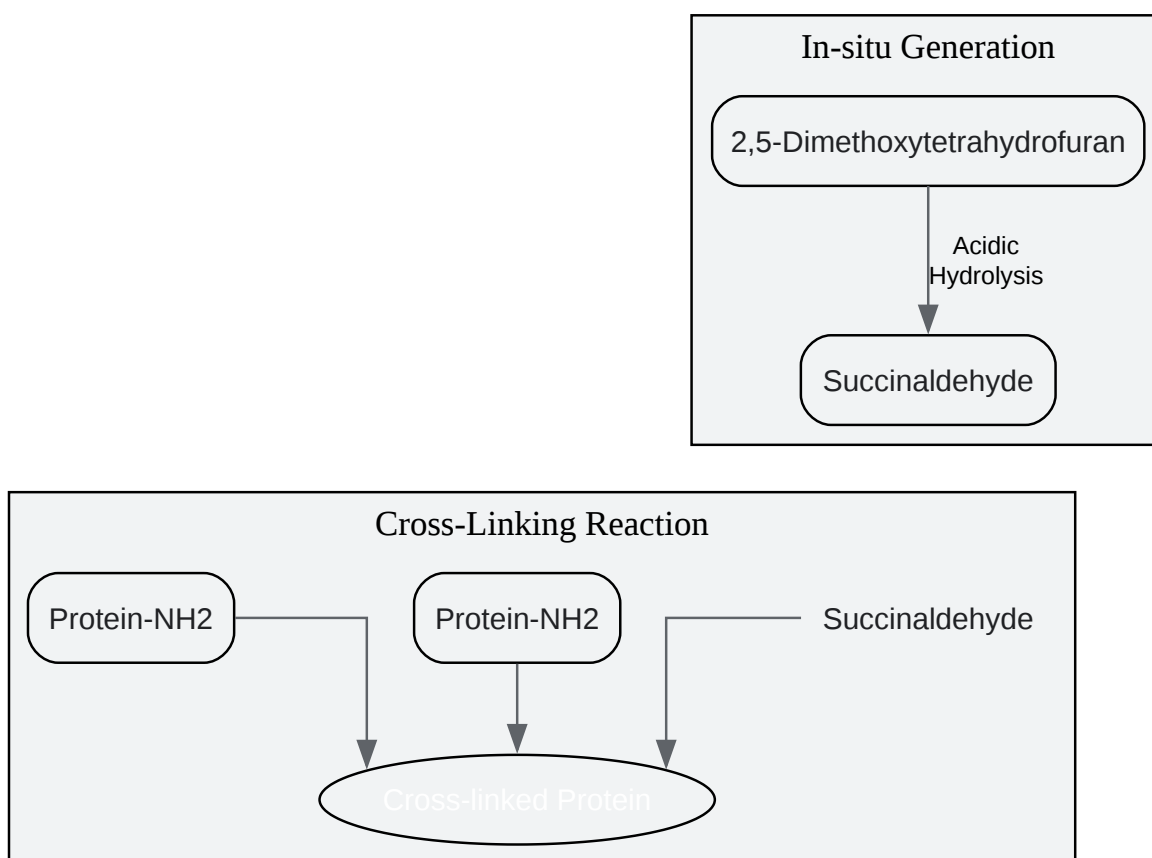 In-situ Generation
2,5-Dimethoxytetrahydrofuran
Acidic
Hydrolysis
Succinaldehyde
Cross-Linking Reaction
Protein-NH2
Protein-NH2
Succinaldehyde
Cross-linked Protein